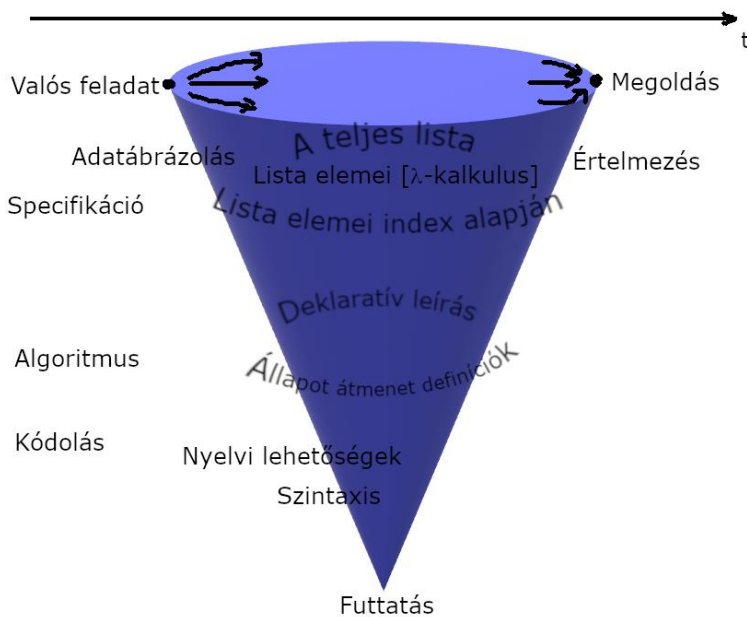 t
Valós feladat
Megoldás
A teljes lista
Adatábrázolás
Értelmezés
Lista elemei [λ-kalkulus]
Specifikáció
Lista elemei index alapján
Deklaratív leírás
Algoritmus
Állapot átmenet definíciók
Kódolás
Nyelvi lehetőségek
Szintaxis
Futtatás